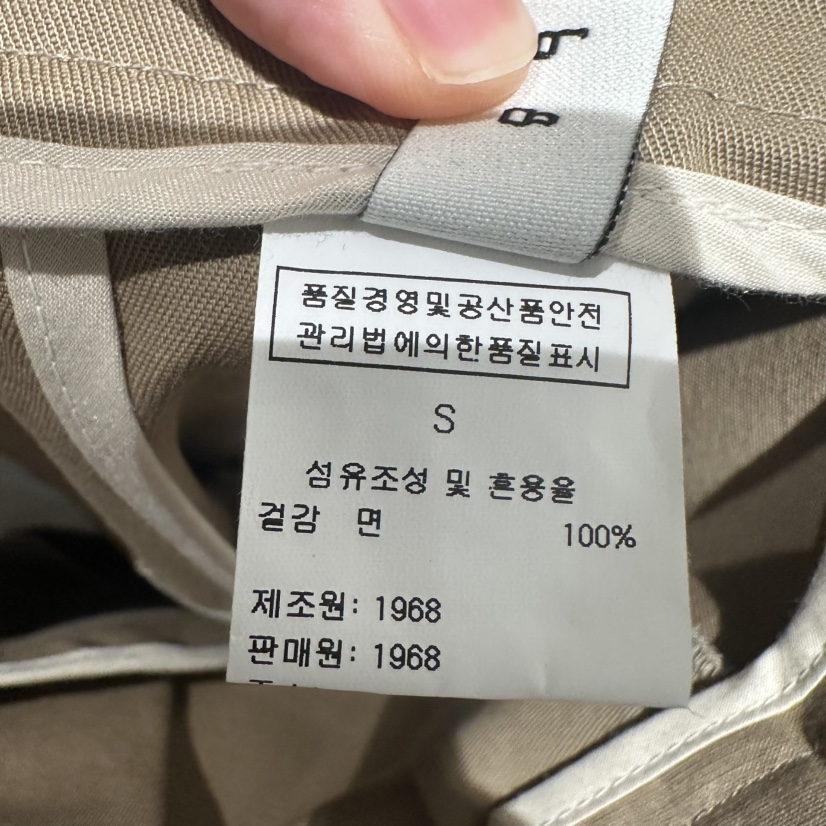 품질경영및공산품안전
관리법에의한품질표시
S
섬유조성 및 혼용율
겉감 면 100%
제조원: 1968
판매원: 1968